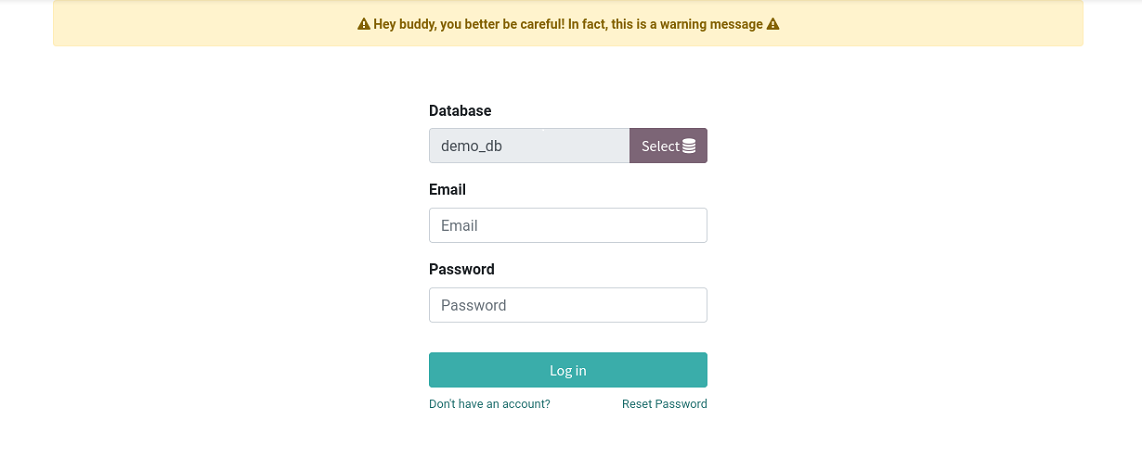 Hey buddy, you better be careful! In fact, this is a warning message
Database
demo_db Select
Email
Email
Password
Password
Log in
Don't have an account? Reset Password